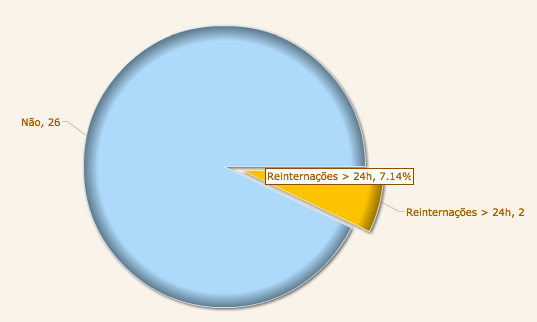 Não, 26
Reinternações > 24h, 7.14%
Reinternações > 24h, 2